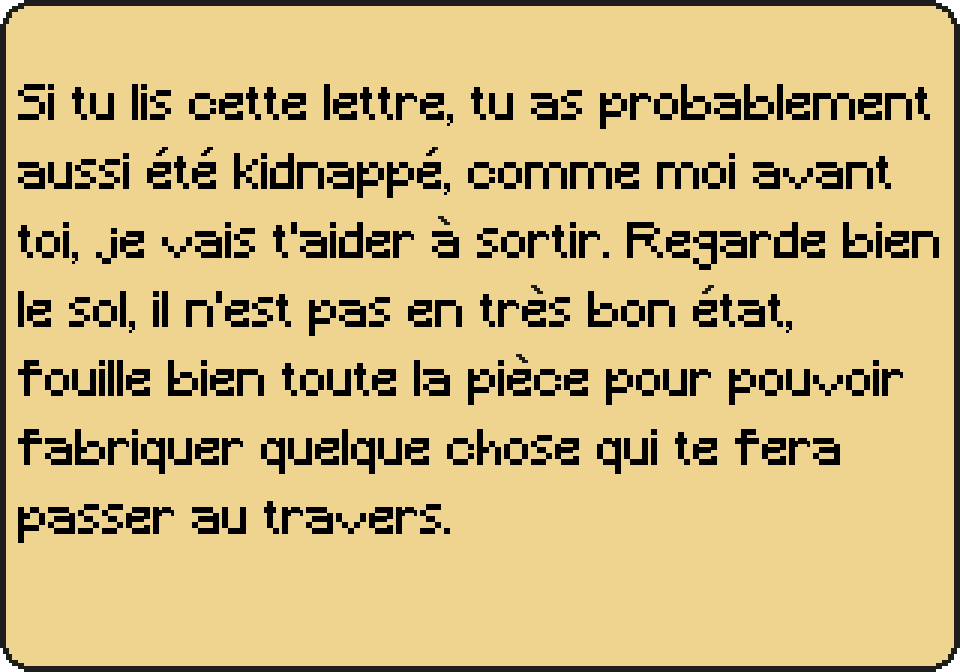 Si tu lis cette lettre, tu as probablement
aussi été kidnappé, comme moi avant
toi, je vais t'aider à sortir. Regarde bien
le sol, il n'est pas en très bon état,
fouille bien toute la pièce pour pouvoir
fabriquer quelque chose qui te fera
passer au travers.